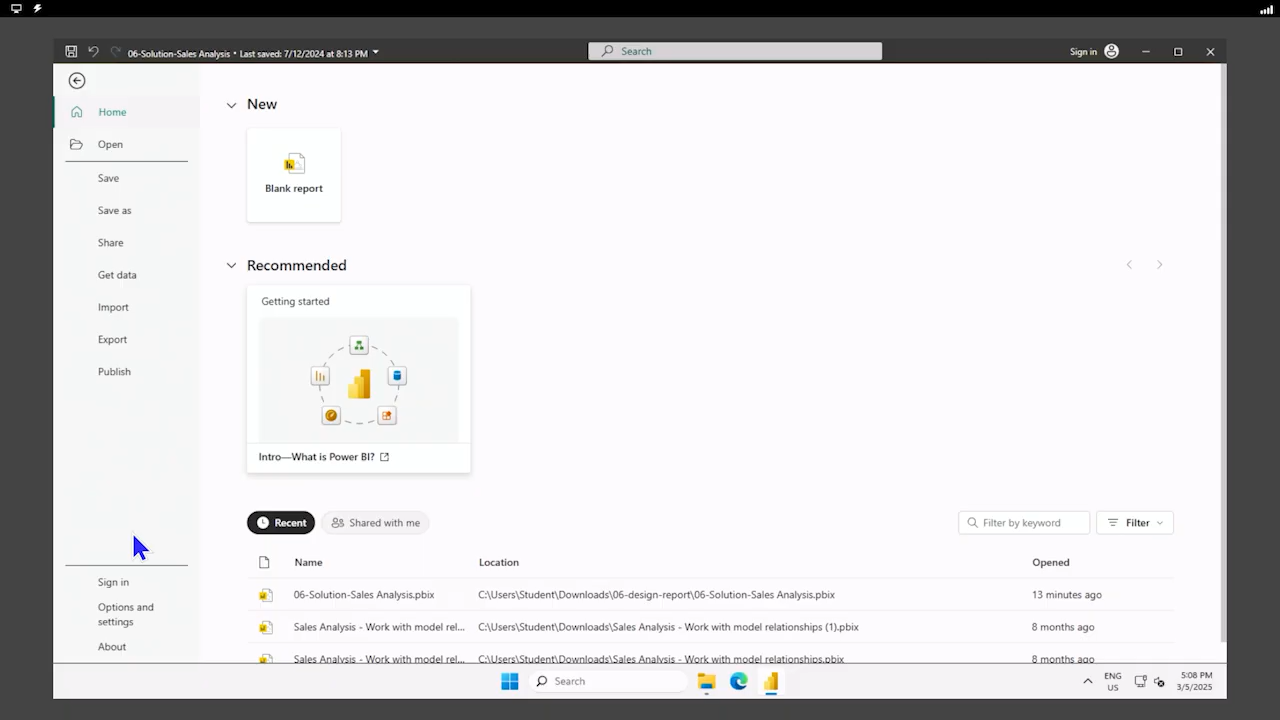 06-Solution-Sales Analysis • Last saved: 7/12/2024 at 8:13 PM
Search
Sign in
Home
Open
Save
Save as
Share
Get data
Import
Export
Publish
Sign in
Options and
settings
About
New
Blank report
Recommended
Getting started
Intro—What is Power BI?
Recent
Shared with me
Filter by keyword
Filter
Name Location Opened
06-Solution-Sales Analysis.pbix C:\Users\Student\Downloads\06-design-report\06-Solution-Sales Analysis.pbix 13 minutes ago
Sales Analysis - Work with model rel... C:\Users\Student\Downloads\Sales Analysis - Work with model relationships (1).pbix 8 months ago
Sales Analysis - Work with model rel... C:\Users\Student\Downloads\Sales Analysis - Work with model relationships.pbix 8 months ago
Search
ENG
US
5:08 PM
3/5/2025